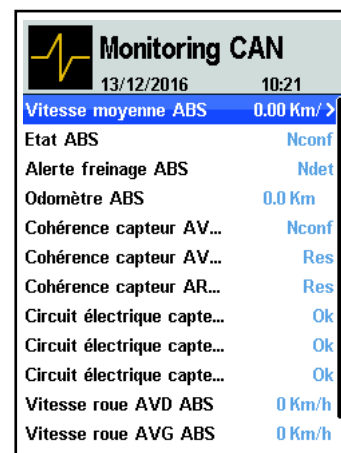 Monitoring CAN
13/12/2016 10:21
Vitesse moyenne ABS 0.00 Km/ >
Etat ABS Nconf
Alerte freinage ABS Ndet
Odomètre ABS 0.0 Km
Cohérence capteur AV... Nconf
Cohérence capteur AV... Res
Cohérence capteur AR... Res
Circuit électrique capte... Ok
Circuit électrique capte... Ok
Circuit électrique capte... Ok
Vitesse roue AVD ABS 0 Km/h
Vitesse roue AVG ABS 0 Km/h